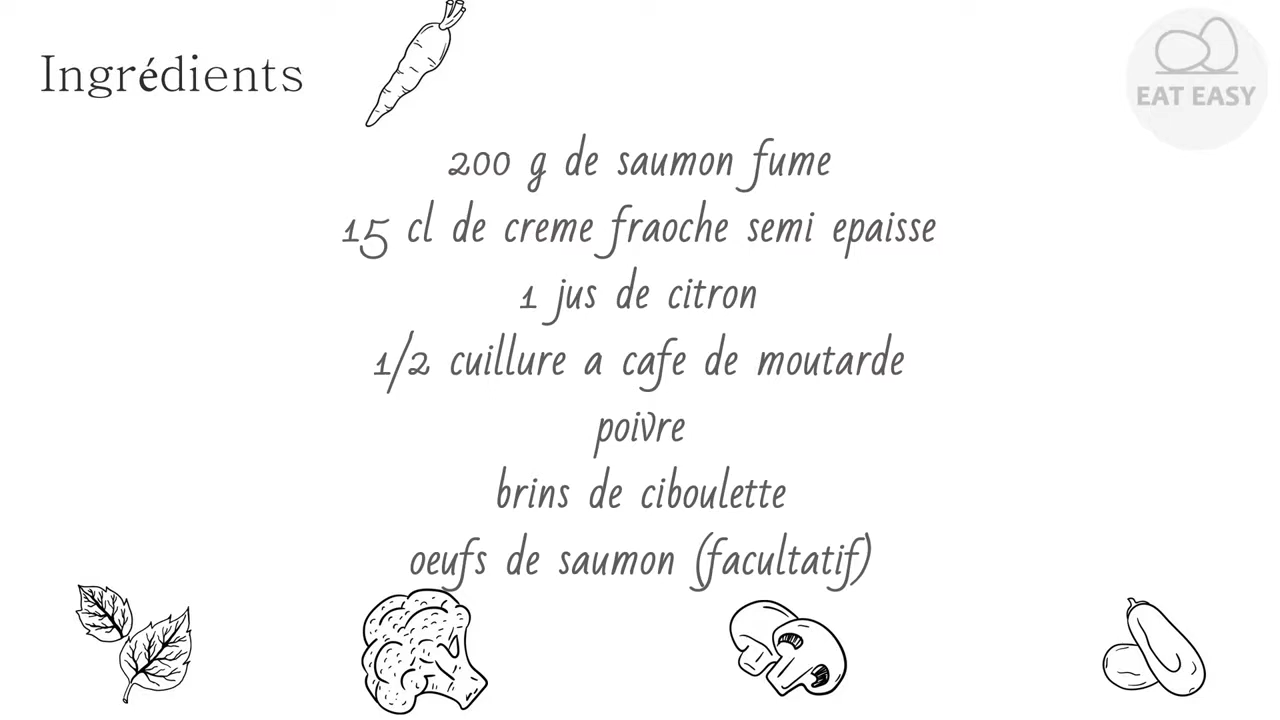 Ingrédients
EAT EASY
200 g de saumon fume
15 cl de creme fraoche semi epaisse
1 jus de citron
1/2 cuillure a cafe de moutarde
poivre
brins de ciboulette
oeufs de saumon (facultatif)